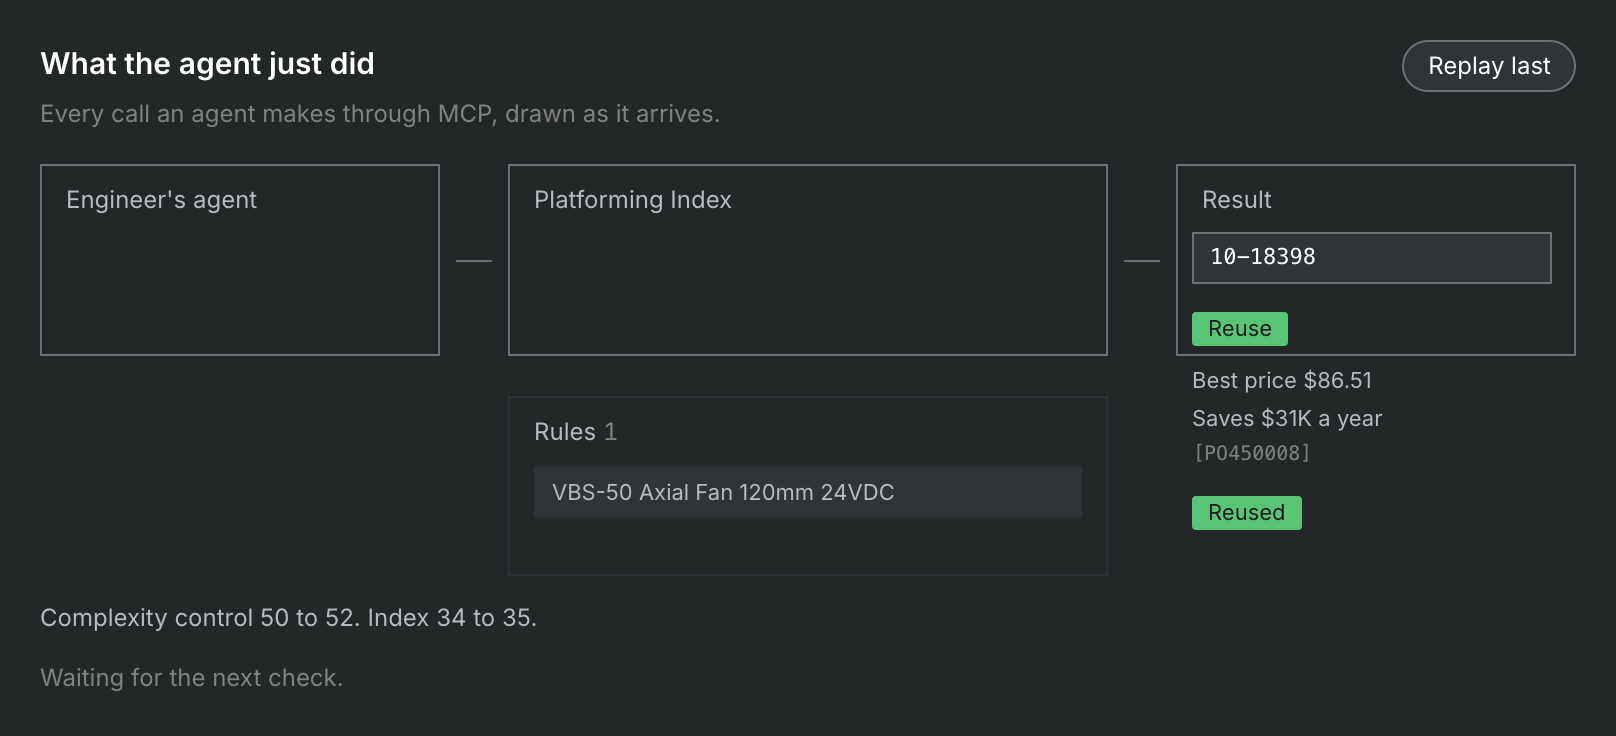 What the agent just did
Replay last
Every call an agent makes through MCP, drawn as it arrives.
Engineer's agent
Platforming Index
Result
10–18398
Reuse
Best price $86.51
Saves $31K a year
[PO450008]
Reused
Rules 1
VBS-50 Axial Fan 120mm 24VDC
Complexity control 50 to 52. Index 34 to 35.
Waiting for the next check.